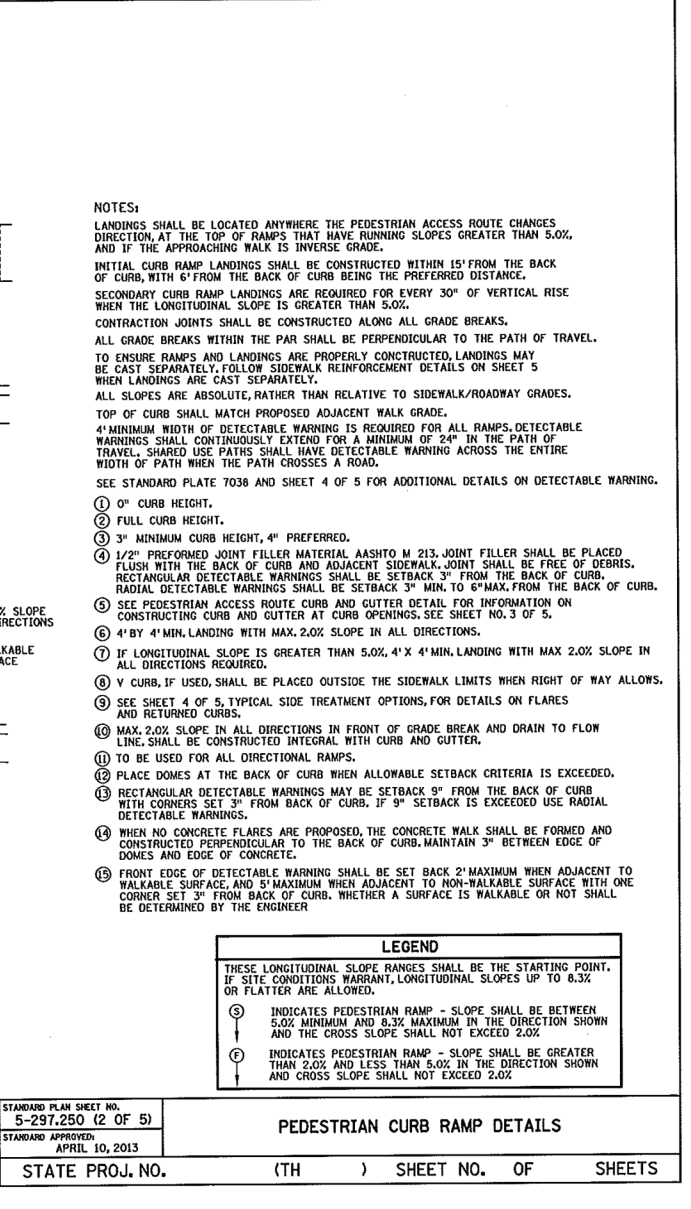 NOTES:
LANDINGS SHALL BE LOCATED ANYWHERE THE PEDESTRIAN ACCESS ROUTE CHANGES
DIRECTION, AT THE TOP OF RAMPS THAT HAVE RUNNING SLOPES GREATER THAN 5.0%,
AND IF THE APPROACHING WALK IS INVERSE GRADE.
INITIAL CURB RAMP LANDINGS SHALL BE CONSTRUCTED WITHIN 15' FROM THE BACK
OF CURB, WITH 6' FROM THE BACK OF CURB BEING THE PREFERRED DISTANCE.
SECONDARY CURB RAMP LANDINGS ARE REQUIRED FOR EVERY 30" OF VERTICAL RISE
WHEN THE LONGITUDINAL SLOPE IS GREATER THAN 5.0%.
CONTRACTION JOINTS SHALL BE CONSTRUCTED ALONG ALL GRADE BREAKS.
ALL GRADE BREAKS WITHIN THE PAR SHALL BE PERPENDICULAR TO THE PATH OF TRAVEL.
TO ENSURE RAMPS AND LANDINGS ARE PROPERLY CONCTRUCTED, LANDINGS MAY
BE CAST SEPARATELY. FOLLOW SIDEWALK REINFORCEMENT DETAILS ON SHEET 5
WHEN LANDINGS ARE CAST SEPARATELY.
ALL SLOPES ARE ABSOLUTE, RATHER THAN RELATIVE TO SIDEWALK/ROADWAY GRADES.
TOP OF CURB SHALL MATCH PROPOSED ADJACENT WALK GRADE.
4' MINIMUM WIDTH OF DETECTABLE WARNING IS REQUIRED FOR ALL RAMPS. DETECTABLE
WARNINGS SHALL CONTINUOUSLY EXTEND FOR A MINIMUM OF 24" IN THE PATH OF
TRAVEL. SHARED USE PATHS SHALL HAVE DETECTABLE WARNING ACROSS THE ENTIRE
WIDTH OF PATH WHEN THE PATH CROSSES A ROAD.
SEE STANDARD PLATE 7038 AND SHEET 4 OF 5 FOR ADDITIONAL DETAILS ON DETECTABLE WARNING.
① 0" CURB HEIGHT.
② FULL CURB HEIGHT.
③ 3" MINIMUM CURB HEIGHT, 4" PREFERRED.
④ 1/2" PREFORMED JOINT FILLER MATERIAL AASHTO M 213. JOINT FILLER SHALL BE PLACED
FLUSH WITH THE BACK OF CURB AND ADJACENT SIDEWALK. JOINT SHALL BE FREE OF DEBRIS.
RECTANGULAR DETECTABLE WARNINGS SHALL BE SETBACK 3" FROM THE BACK OF CURB.
RADIAL DETECTABLE WARNINGS SHALL BE SETBACK 3" MIN. TO 6" MAX. FROM THE BACK OF CURB.
⑤ SEE PEDESTRIAN ACCESS ROUTE CURB AND GUTTER DETAIL FOR INFORMATION ON
CONSTRUCTING CURB AND GUTTER AT CURB OPENINGS. SEE SHEET NO. 3 OF 5.
% SLOPE
IRECTIONS
⑥ 4' BY 4' MIN. LANDING WITH MAX. 2.0% SLOPE IN ALL DIRECTIONS.
KABLE
ACE
⑦ IF LONGITUDINAL SLOPE IS GREATER THAN 5.0%, 4' X 4' MIN. LANDING WITH MAX 2.0% SLOPE IN
ALL DIRECTIONS REQUIRED.
⑧ V CURB, IF USED, SHALL BE PLACED OUTSIDE THE SIDEWALK LIMITS WHEN RIGHT OF WAY ALLOWS.
⑨ SEE SHEET 4 OF 5, TYPICAL SIDE TREATMENT OPTIONS, FOR DETAILS ON FLARES
AND RETURNED CURBS.
⑩ MAX. 2.0% SLOPE IN ALL DIRECTIONS IN FRONT OF GRADE BREAK AND DRAIN TO FLOW
LINE. SHALL BE CONSTRUCTED INTEGRAL WITH CURB AND GUTTER.
⑪ TO BE USED FOR ALL DIRECTIONAL RAMPS.
⑫ PLACE DOMES AT THE BACK OF CURB WHEN ALLOWABLE SETBACK CRITERIA IS EXCEEDED.
⑬ RECTANGULAR DETECTABLE WARNINGS MAY BE SETBACK 9" FROM THE BACK OF CURB
WITH CORNERS SET 3" FROM BACK OF CURB. IF 9" SETBACK IS EXCEEDED USE RADIAL
DETECTABLE WARNINGS.
⑭ WHEN NO CONCRETE FLARES ARE PROPOSED, THE CONCRETE WALK SHALL BE FORMED AND
CONSTRUCTED PERPENDICULAR TO THE BACK OF CURB. MAINTAIN 3" BETWEEN EDGE OF
DOMES AND EDGE OF CONCRETE.
⑮ FRONT EDGE OF DETECTABLE WARNING SHALL BE SET BACK 2' MAXIMUM WHEN ADJACENT TO
WALKABLE SURFACE, AND 5' MAXIMUM WHEN ADJACENT TO NON-WALKABLE SURFACE WITH ONE
CORNER SET 3" FROM BACK OF CURB. WHETHER A SURFACE IS WALKABLE OR NOT SHALL
BE DETERMINED BY THE ENGINEER
LEGEND
THESE LONGITUDINAL SLOPE RANGES SHALL BE THE STARTING POINT.
IF SITE CONDITIONS WARRANT, LONGITUDINAL SLOPES UP TO 8.3%
OR FLATTER ARE ALLOWED.
Ⓢ INDICATES PEDESTRIAN RAMP - SLOPE SHALL BE BETWEEN
5.0% MINIMUM AND 8.3% MAXIMUM IN THE DIRECTION SHOWN
AND THE CROSS SLOPE SHALL NOT EXCEED 2.0%
Ⓕ INDICATES PEDESTRIAN RAMP - SLOPE SHALL BE GREATER
THAN 2.0% AND LESS THAN 5.0% IN THE DIRECTION SHOWN
AND CROSS SLOPE SHALL NOT EXCEED 2.0%
STANDARD PLAN SHEET NO.
5-297.250 (2 OF 5)
STANDARD APPROVED:
APRIL 10, 2013
PEDESTRIAN CURB RAMP DETAILS
STATE PROJ. NO. (TH ) SHEET NO. OF SHEETS